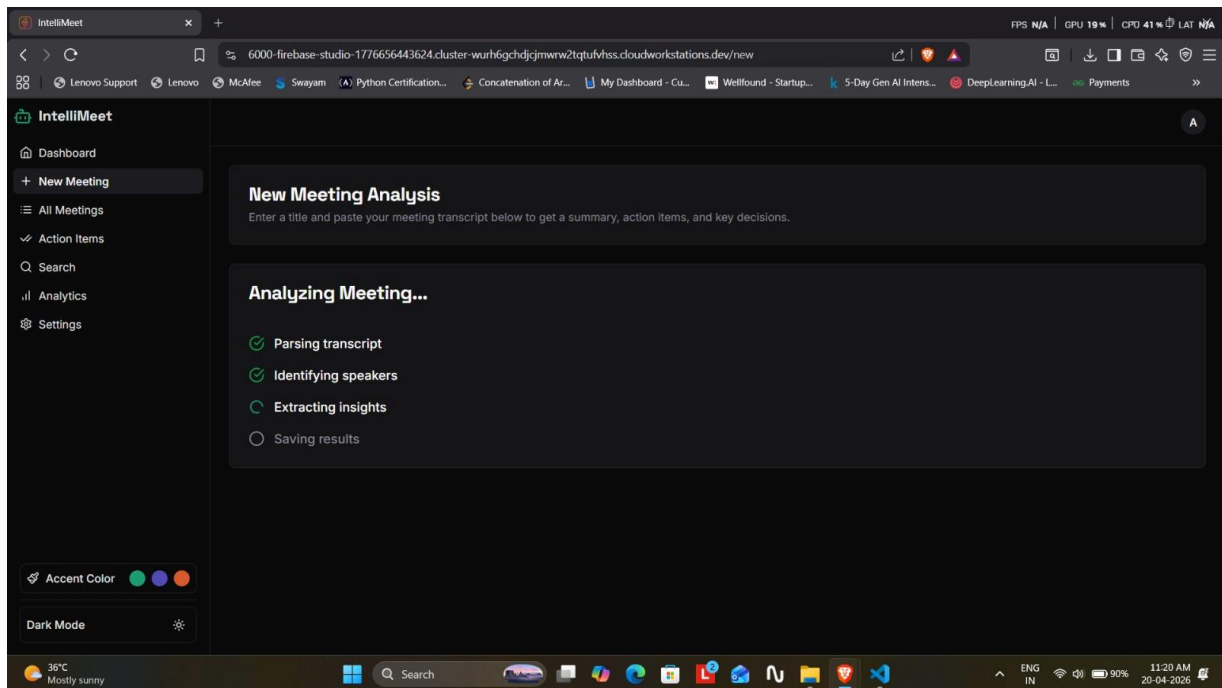 IntelliMeet
FPS N/A GPU 19% CPU 41% LAT N/A
6000-firebase-studio-1776656443624.cluster-wurh6gchdjcjmwrw2tqtufvhss.cloudworkstations.dev/new
Lenovo Support Lenovo McAfee Swayam Python Certification... Concatenation of Ar... My Dashboard - Cu... Wellfound - Startup... 5-Day Gen AI Intens... DeepLearning.AI - L... Payments
IntelliMeet
A
Dashboard
New Meeting
All Meetings
Action Items
Search
Analytics
Settings
New Meeting Analysis
Enter a title and paste your meeting transcript below to get a summary, action items, and key decisions.
Analyzing Meeting...
Parsing transcript
Identifying speakers
Extracting insights
Saving results
Accent Color
Dark Mode
36°C
Mostly sunny
Search
2
ENG
IN
90%
11:20 AM
20-04-2026